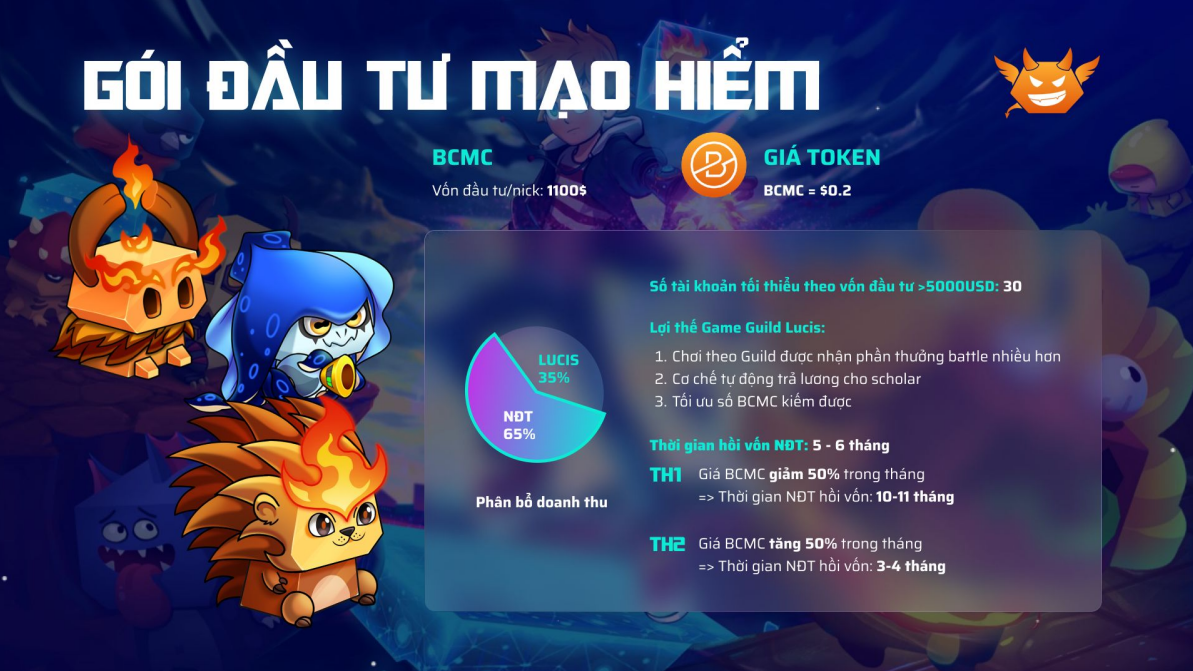 GÓI ĐẦU TƯ MẠO HIỂM
BCMC
Vốn đầu tư/nick: 1100$
GIÁ TOKEN
BCMC = $0.2
LUCIS
35%
NĐT
65%
Phân bổ doanh thu
Số tài khoản tối thiểu theo vốn đầu tư >5000USD: 30
Lợi thế Game Guild Lucis:
1. Chơi theo Guild được nhận phần thưởng battle nhiều hơn
2. Cơ chế tự động trả lương cho scholar
3. Tối ưu số BCMC kiếm được
Thời gian hồi vốn NĐT: 5 - 6 tháng
TH1 Giá BCMC giảm 50% trong tháng
=> Thời gian NĐT hồi vốn: 10-11 tháng
TH2 Giá BCMC tăng 50% trong tháng
=> Thời gian NĐT hồi vốn: 3-4 tháng